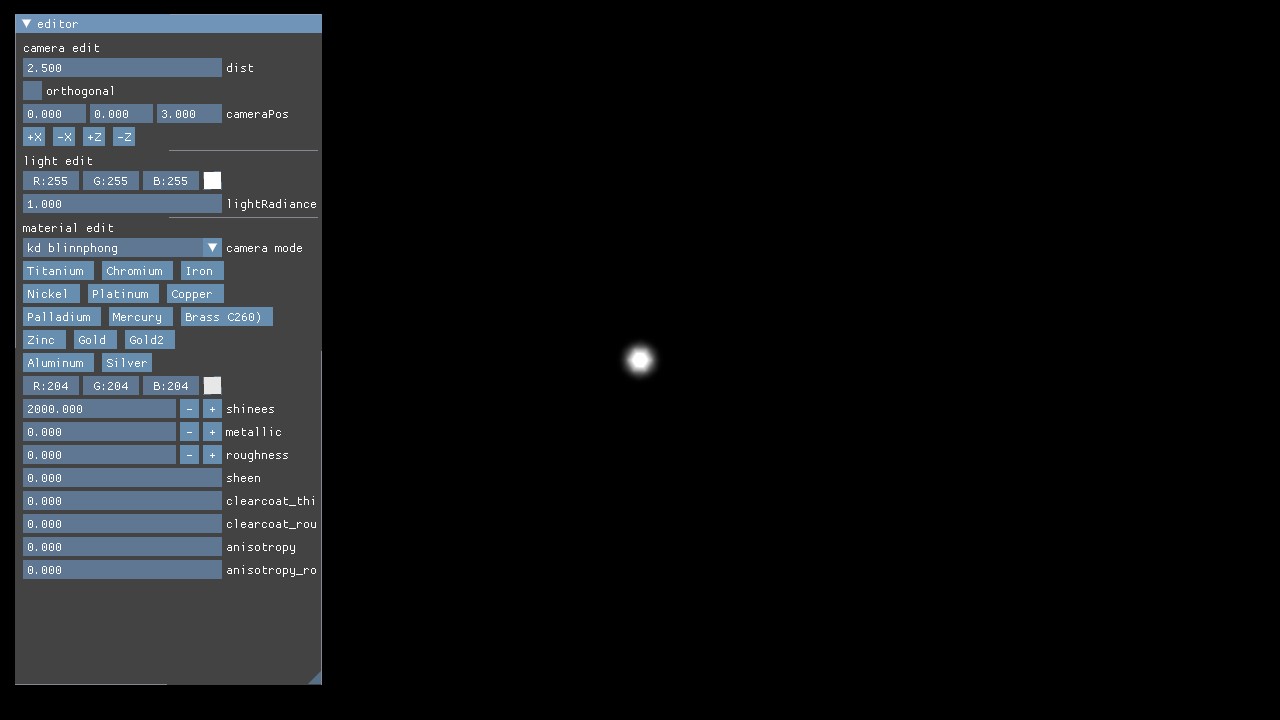 editor
camera edit
2.500 dist
orthogonal
0.000 0.000 3.000 cameraPos
+X -X +Z -Z
light edit
R:255 G:255 B:255
1.000 lightRadiance
material edit
kd blinnphong camera mode
Titanium Chromium Iron
Nickel Platinum Copper
Palladium Mercury Brass C260)
Zinc Gold Gold2
Aluminum Silver
R:204 G:204 B:204
2000.000 - + shinees
0.000 - + metallic
0.000 - + roughness
0.000 sheen
0.000 clearcoat_thi
0.000 clearcoat_rou
0.000 anisotropy
0.000 anisotropy_ro